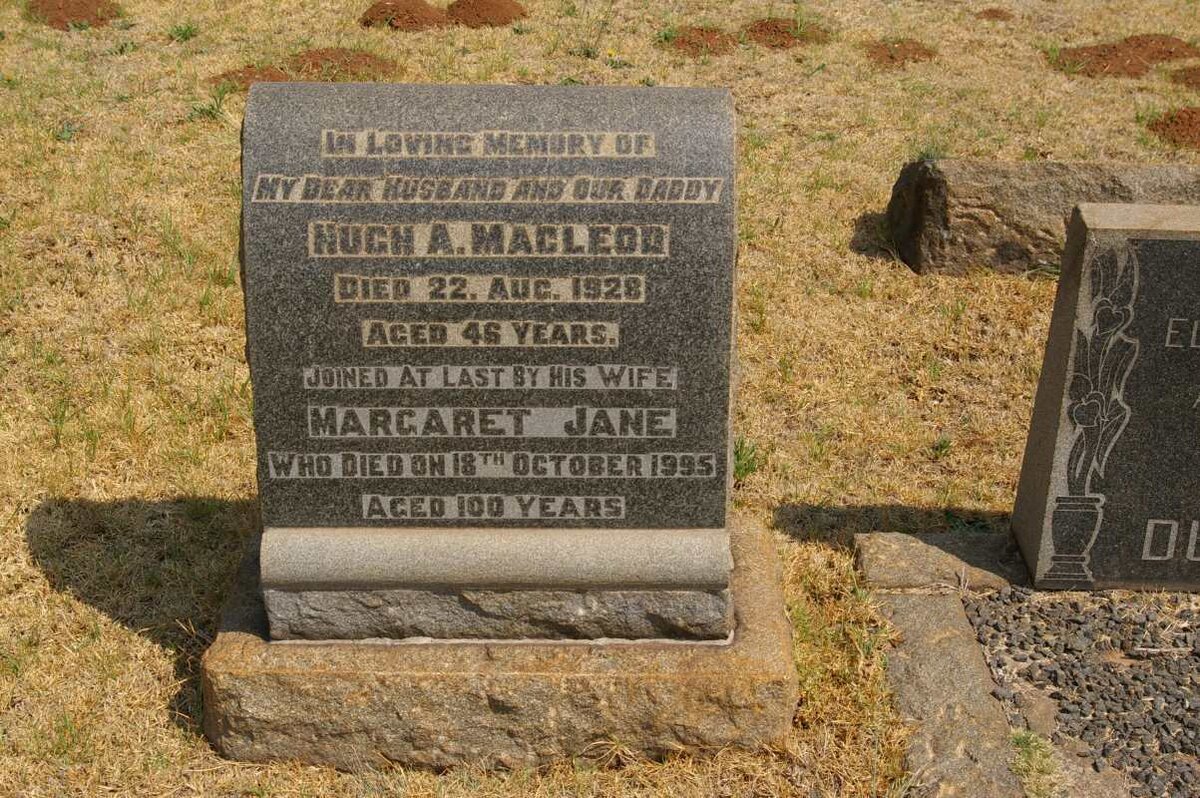 IN LOVING MEMORY OF
MY DEAR HUSBAND AND OUR DADDY
HUGH A. MACLEOD
DIED 22. AUG. 1928
AGED 46 YEARS.
JOINED AT LAST BY HIS WIFE
MARGARET JANE
WHO DIED ON 18TH OCTOBER 1995
AGED 100 YEARS